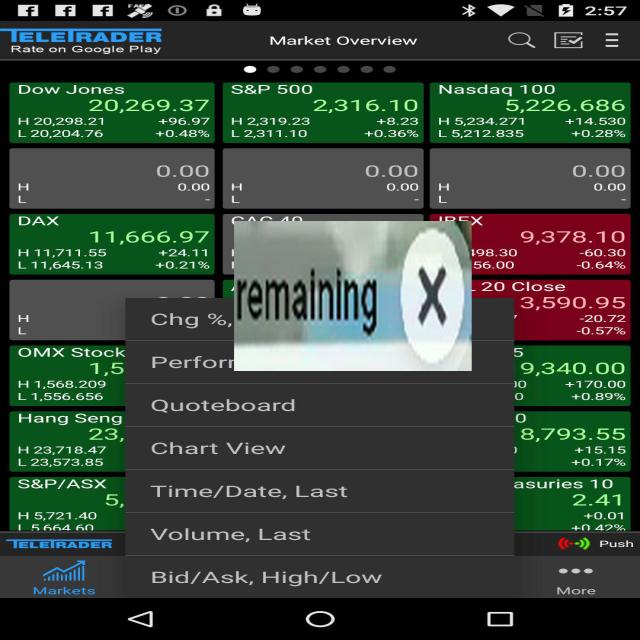 2:57
TELETRADER
Rate on Google Play
Market Overview
Dow Jones
20,269.37
H 20,298.21 +96.97
L 20,204.76 +0.48%
S&P 500
2,316.10
H 2,319.23 +8.23
L 2,311.10 +0.36%
Nasdaq 100
5,226.686
H 5,234.271 +14.530
L 5,212.835 +0.28%
0.00
H 0.00
L -
0.00
H 0.00
L -
0.00
H 0.00
L -
DAX
11,666.97
H 11,711.55 +24.11
L 11,645.13 +0.21%
CAC 40
IBEX
9,378.10
498.30 -60.30
56.00 -0.64%
remaining X
H
L
20 Close
3,590.95
-20.72
-0.57%
OMX Stock
1,5
H 1,568.209
L 1,556.656
5
9,340.00
00 +170.00
00 +0.89%
Hang Seng
23,
H 23,718.47
L 23,573.85
0
8,793.55
+15.15
+0.17%
S&P/ASX
5,
H 5,721.40
L 5,664.60
asuries 10
2.41
+0.01
+0.42%
Chg %,
Perfor
Quoteboard
Chart View
Time/Date, Last
Volume, Last
Bid/Ask, High/Low
TELETRADER
Push
Markets
More